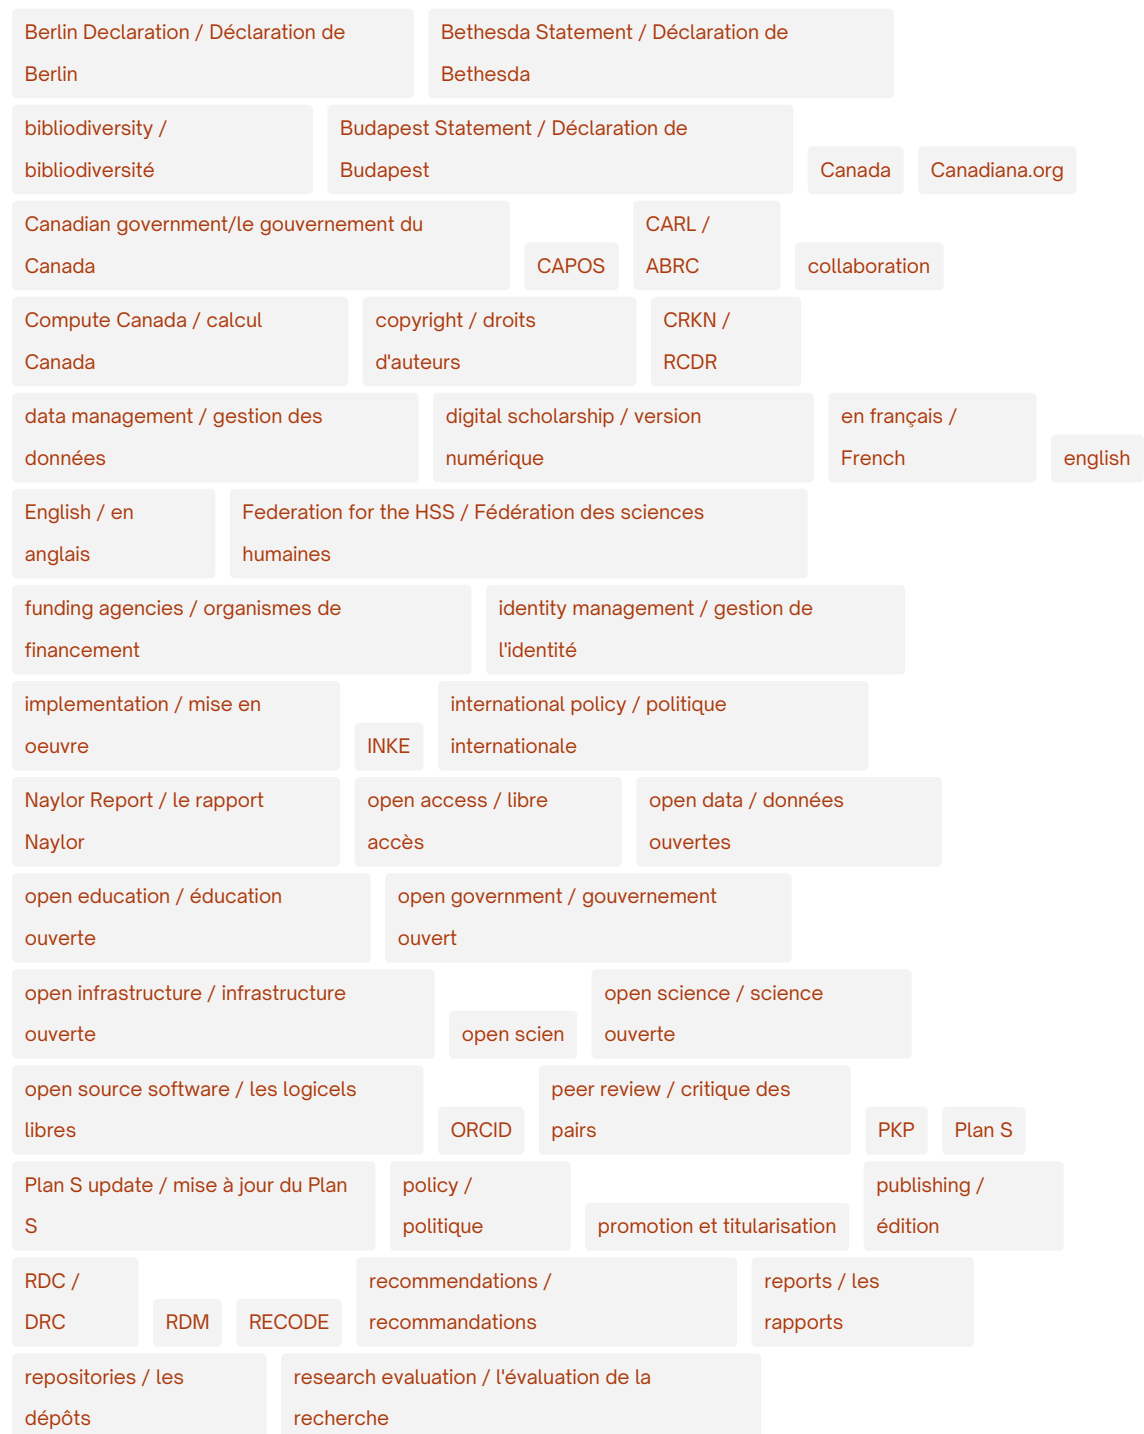 Berlin Declaration / Déclaration de
Berlin
Bethesda Statement / Déclaration de
Bethesda
bibliodiversity /
bibliodiversité
Budapest Statement / Déclaration de
Budapest
Canada
Canadiana.org
Canadian government/le gouvernement du
Canada
CAPOS
CARL /
ABRC
collaboration
Compute Canada / calcul
Canada
copyright / droits
d'auteurs
CRKN /
RCDR
data management / gestion des
données
digital scholarship / version
numérique
en français /
French
english
English / en
anglais
Federation for the HSS / Fédération des sciences
humaines
funding agencies / organismes de
financement
identity management / gestion de
l'identité
implementation / mise en
oeuvre
INKE
international policy / politique
internationale
Naylor Report / le rapport
Naylor
open access / libre
accès
open data / données
ouvertes
open education / éducation
ouverte
open government / gouvernement
ouvert
open infrastructure / infrastructure
ouverte
open scien
open science / science
ouverte
open source software / les logicels
libres
ORCID
peer review / critique des
pairs
PKP
Plan S
Plan S update / mise à jour du Plan
S
policy /
politique
promotion et titularisation
publishing /
édition
RDC /
DRC
RDM
RECODE
recommendations /
recommandations
reports / les
rapports
repositories / les
dépôts
research evaluation / l'évaluation de la
recherche